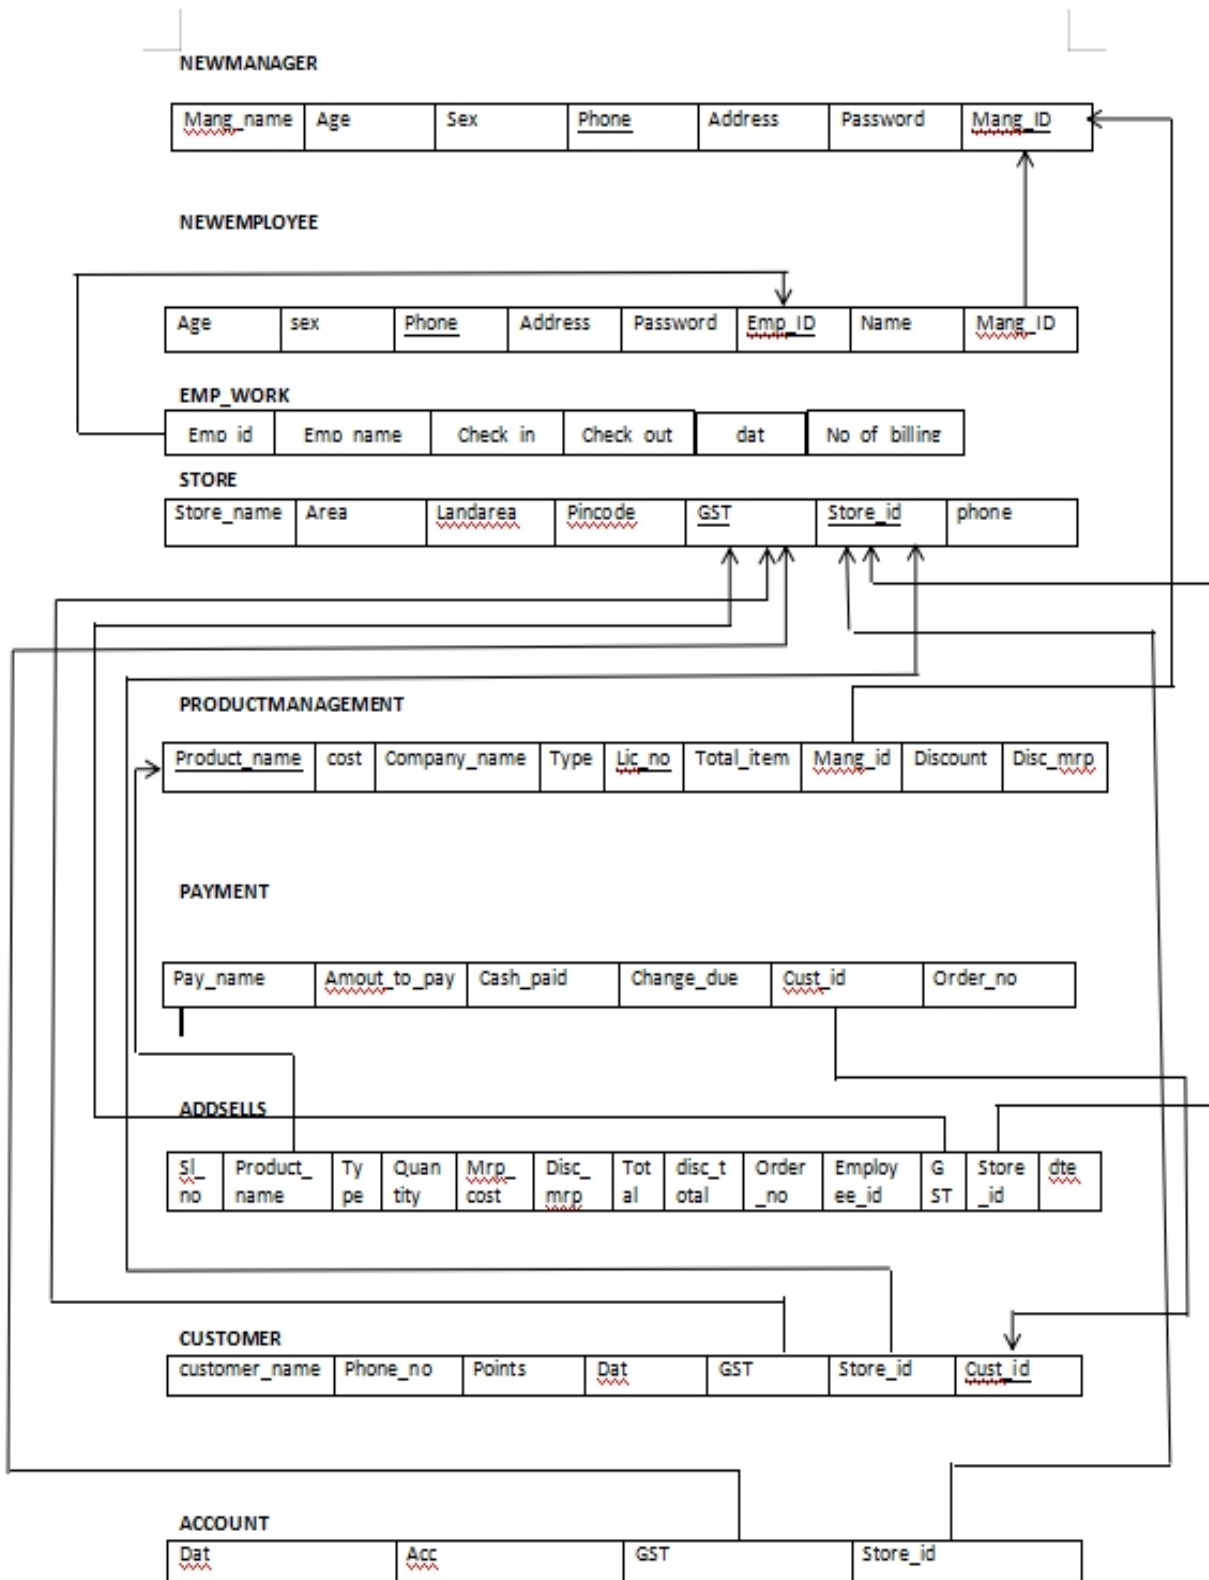 NEWMANAGER
Mang_name Age Sex Phone Address Password Mang_ID
NEWEMPLOYEE
Age sex Phone Address Password Emp_ID Name Mang_ID
EMP_WORK
Emp id Emp name Check in Check out dat No of billing
STORE
Store_name Area Landarea Pincode GST Store_id phone
PRODUCTMANAGEMENT
Product_name cost Company_name Type Lic_no Total_item Mang_id Discount Disc_mrp
PAYMENT
Pay_name Amout_to_pay Cash_paid Change_due Cust_id Order_no
ADDSELLS
Sl_ Product_ Ty Quan Mrp_ Disc_ Tot disc_t Order Employ G Store dte
no name pe tity cost mrp al otal _no ee_id ST _id
CUSTOMER
customer_name Phone_no Points Dat GST Store_id Cust_id
ACCOUNT
Dat Acc GST Store_id